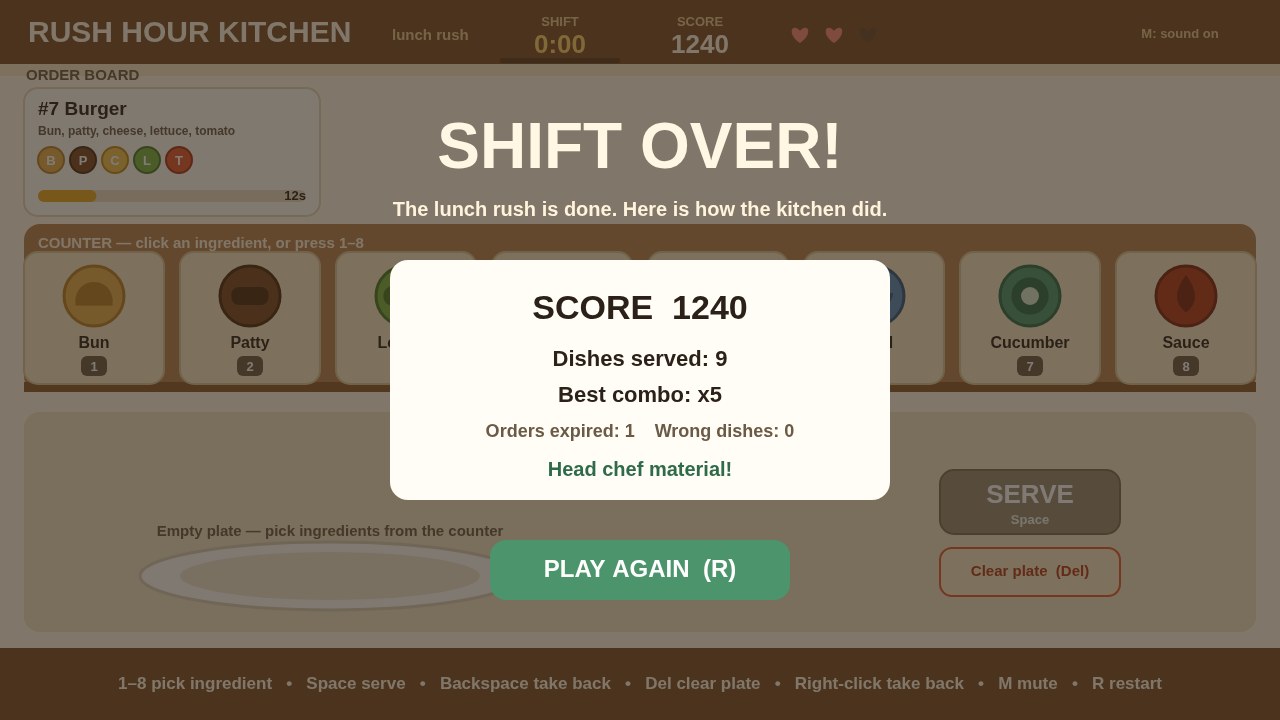 RUSH HOUR KITCHEN
lunch rush
SHIFT
0:00
SCORE
1240
M: sound on
ORDER BOARD
#7 Burger
Bun, patty, cheese, lettuce, tomato
B P C L T
12s
SHIFT OVER!
The lunch rush is done. Here is how the kitchen did.
COUNTER — click an ingredient, or press 1–8
Bun
1
Patty
2
Cucumber
7
Sauce
8
SCORE 1240
Dishes served: 9
Best combo: x5
Orders expired: 1 Wrong dishes: 0
Head chef material!
SERVE
Space
Empty plate — pick ingredients from the counter
PLAY AGAIN (R)
Clear plate (Del)
1–8 pick ingredient • Space serve • Backspace take back • Del clear plate • Right-click take back • M mute • R restart